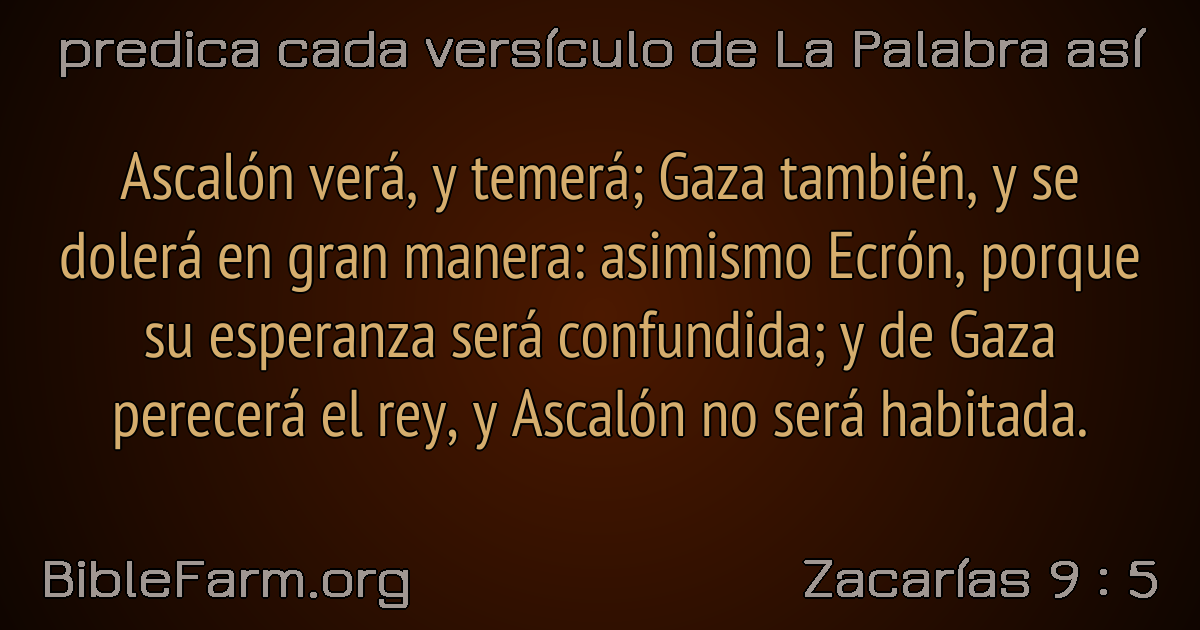 predica cada versículo de La Palabra así
Ascalón verá, y temerá; Gaza también, y se
dolerá en gran manera: asimismo Ecrón, porque
su esperanza será confundida; y de Gaza
perecerá el rey, y Ascalón no será habitada.
BibleFarm.org
Zacarías 9 : 5